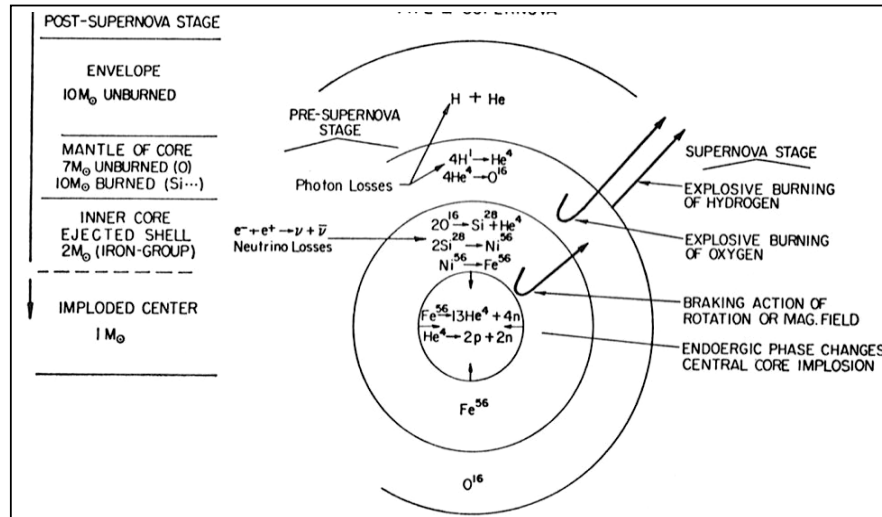 TYPE II SUPERNOVA
POST-SUPERNOVA STAGE
ENVELOPE
10M⊙ UNBURNED
MANTLE OF CORE
7M⊙ UNBURNED (O)
10M⊙ BURNED (Si···)
INNER CORE
EJECTED SHELL
2M⊙ (IRON-GROUP)
IMPLODED CENTER
1M⊙
PRE-SUPERNOVA
STAGE
Photon Losses
e⁻ + e⁺ → ν + ν̄
Neutrino Losses
H + He
4H¹ → He⁴
4He⁴ → O¹⁶
2O¹⁶ → Si²⁸ + He⁴
2Si²⁸ → Ni⁵⁶
Ni⁵⁶ → Fe⁵⁶
Fe⁵⁶ → 13He⁴ + 4n
He⁴ → 2p + 2n
Fe⁵⁶
O¹⁶
SUPERNOVA STAGE
EXPLOSIVE BURNING
OF HYDROGEN
EXPLOSIVE BURNING
OF OXYGEN
BRAKING ACTION OF
ROTATION OR MAG. FIELD
ENDOERGIC PHASE CHANGES
CENTRAL CORE IMPLOSION